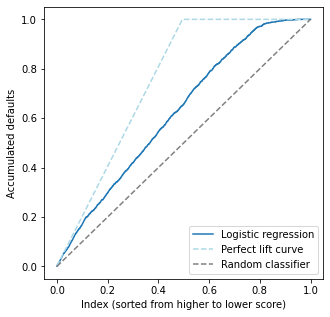 1.0
0.8
0.6
0.4
0.2
0.0
Accumulated defaults
0.0 0.2 0.4 0.6 0.8 1.0
Index (sorted from higher to lower score)
Logistic regression
Perfect lift curve
Random classifier